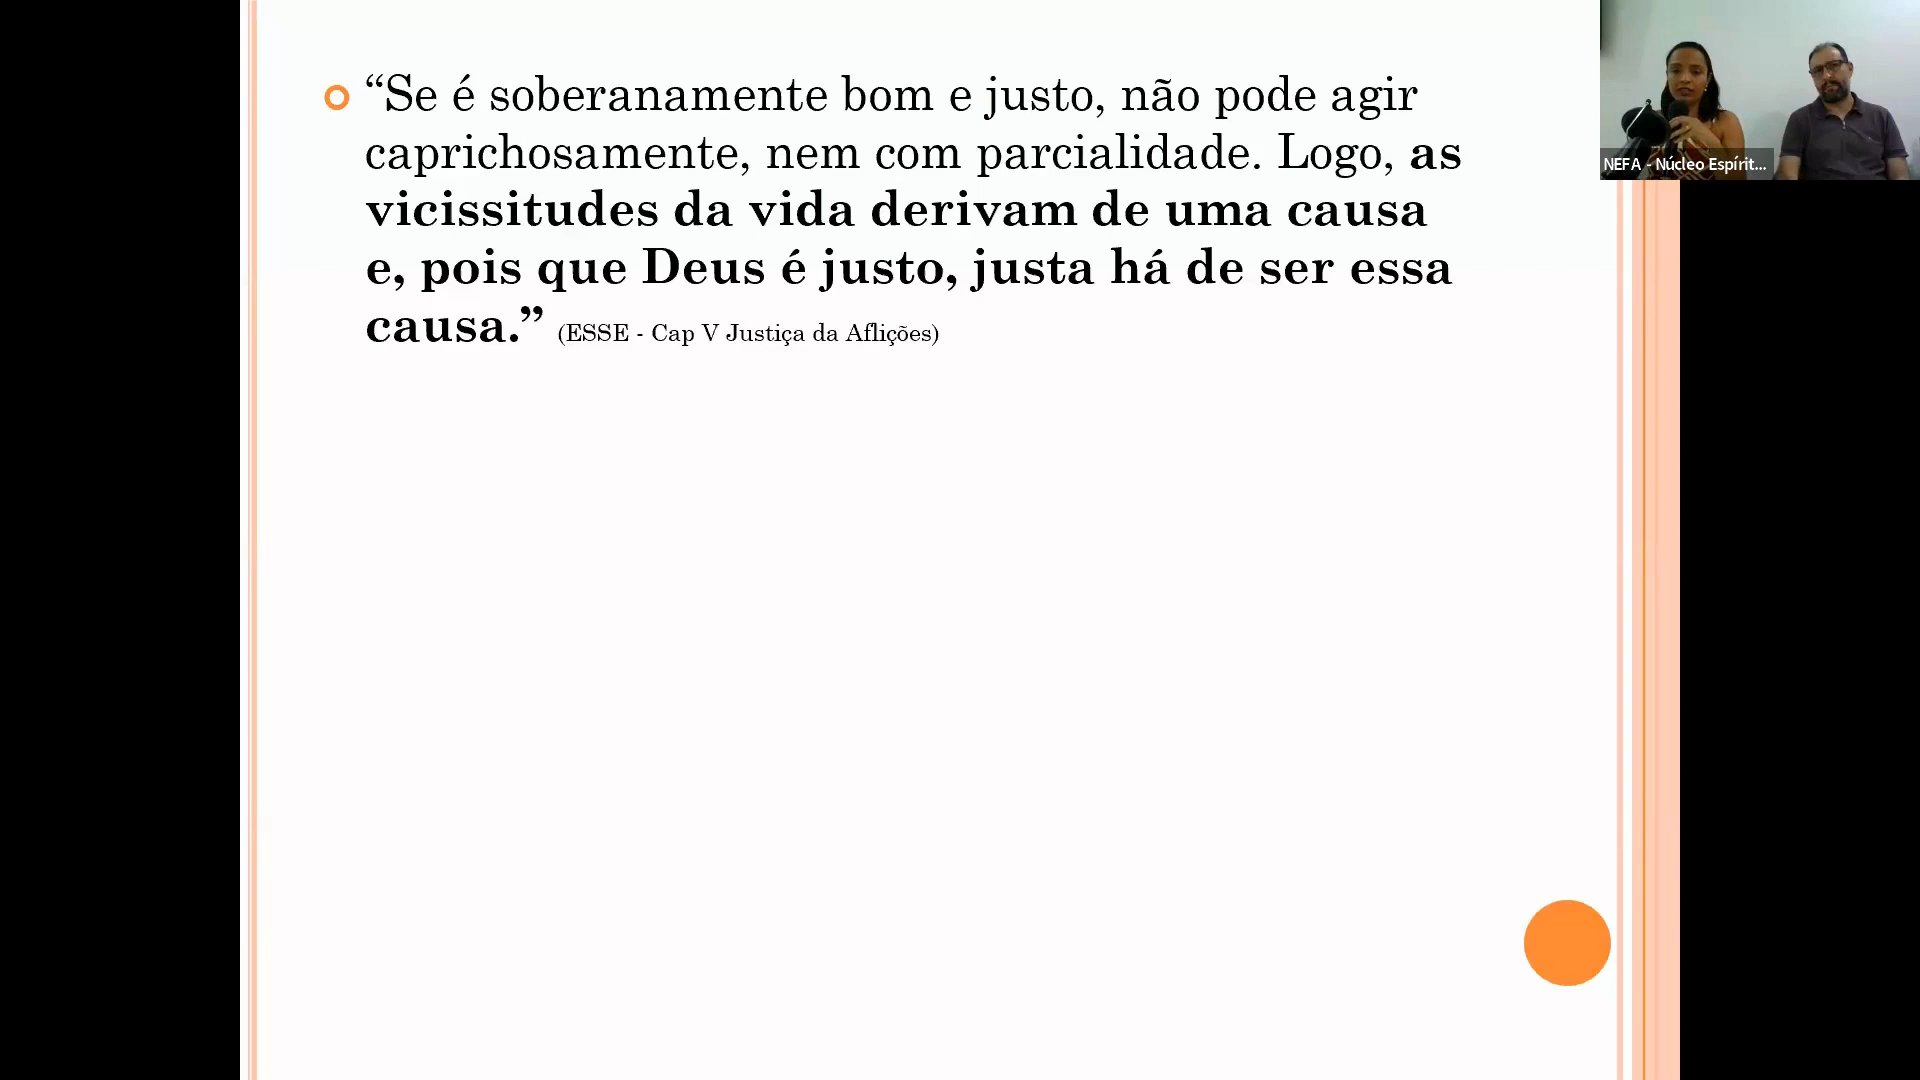 “Se é soberanamente bom e justo, não pode agir
caprichosamente, nem com parcialidade. Logo, as
vicissitudes da vida derivam de uma causa
e, pois que Deus é justo, justa há de ser essa
causa.” (ESSE - Cap V Justiça da Aflições)
NEFA - Núcleo Espírit...